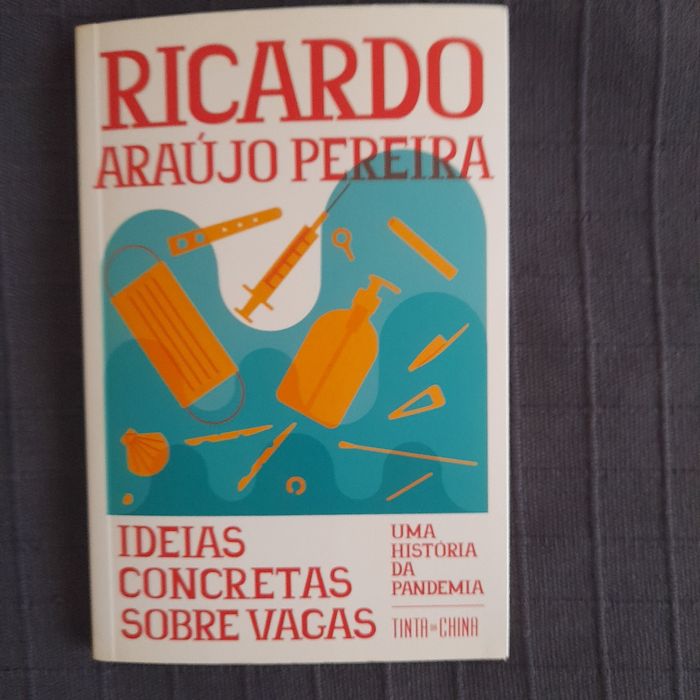 RICARDO
ARAÚJO PEREIRA
IDEIAS
CONCRETAS
SOBRE VAGAS
UMA
HISTÓRIA
DA
PANDEMIA
TINTA DA CHINA